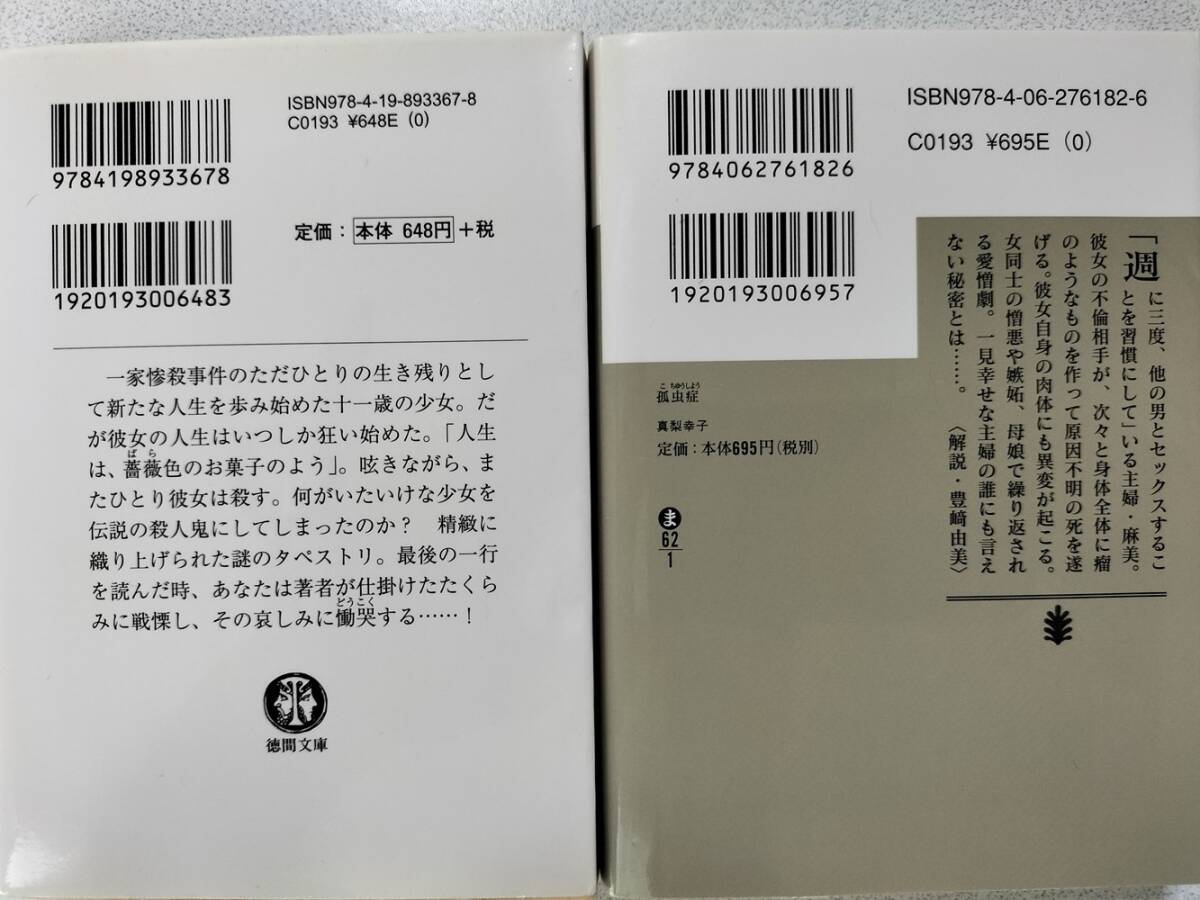 ISBN978-4-19-893367-8
C0193 ¥648E (0)
9784198933678
定価：本体 648円＋税
1920193006483
一家惨殺事件のただひとりの生き残りとし
て新たな人生を歩み始めた十一歳の少女。だ
が彼女の人生はいつしか狂い始めた。「人生
は、薔薇色のお菓子のよう」。呟きながら、ま
ばら
たひとり彼女は殺す。何がいたいけな少女を
伝説の殺人鬼にしてしまったのか？　精緻に
織り上げられた謎のタペストリ。最後の一行
を読んだ時、あなたは著者が仕掛けたたくら
みに戦慄し、その哀しみに慟哭する……！
どうこく
徳間文庫
ISBN978-4-06-276182-6
C0193 ¥695E (0)
9784062761826
1920193006957
「週に三度、他の男とセックスするこ
とを習慣にして」いる主婦・麻美。
彼女の不倫相手が、次々と身体全体に瘤
のようなものを作って原因不明の死を遂
げる。彼女自身の肉体にも異変が起こる。
女同士の憎悪や嫉妬、母娘で繰り返され
る愛憎劇。一見幸せな主婦の誰にも言え
ない秘密とは……。〈解説・豊﨑由美〉
こ ちゅうしょう
孤虫症
真梨幸子
定価：本体695円（税別）
ま
62
1